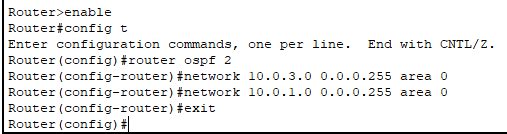 Router>enable
Router#config t
Enter configuration commands, one per line.  End with CNTL/Z.
Router(config)#router ospf 2
Router(config-router)#network 10.0.3.0 0.0.0.255 area 0
Router(config-router)#network 10.0.1.0 0.0.0.255 area 0
Router(config-router)#exit
Router(config)#